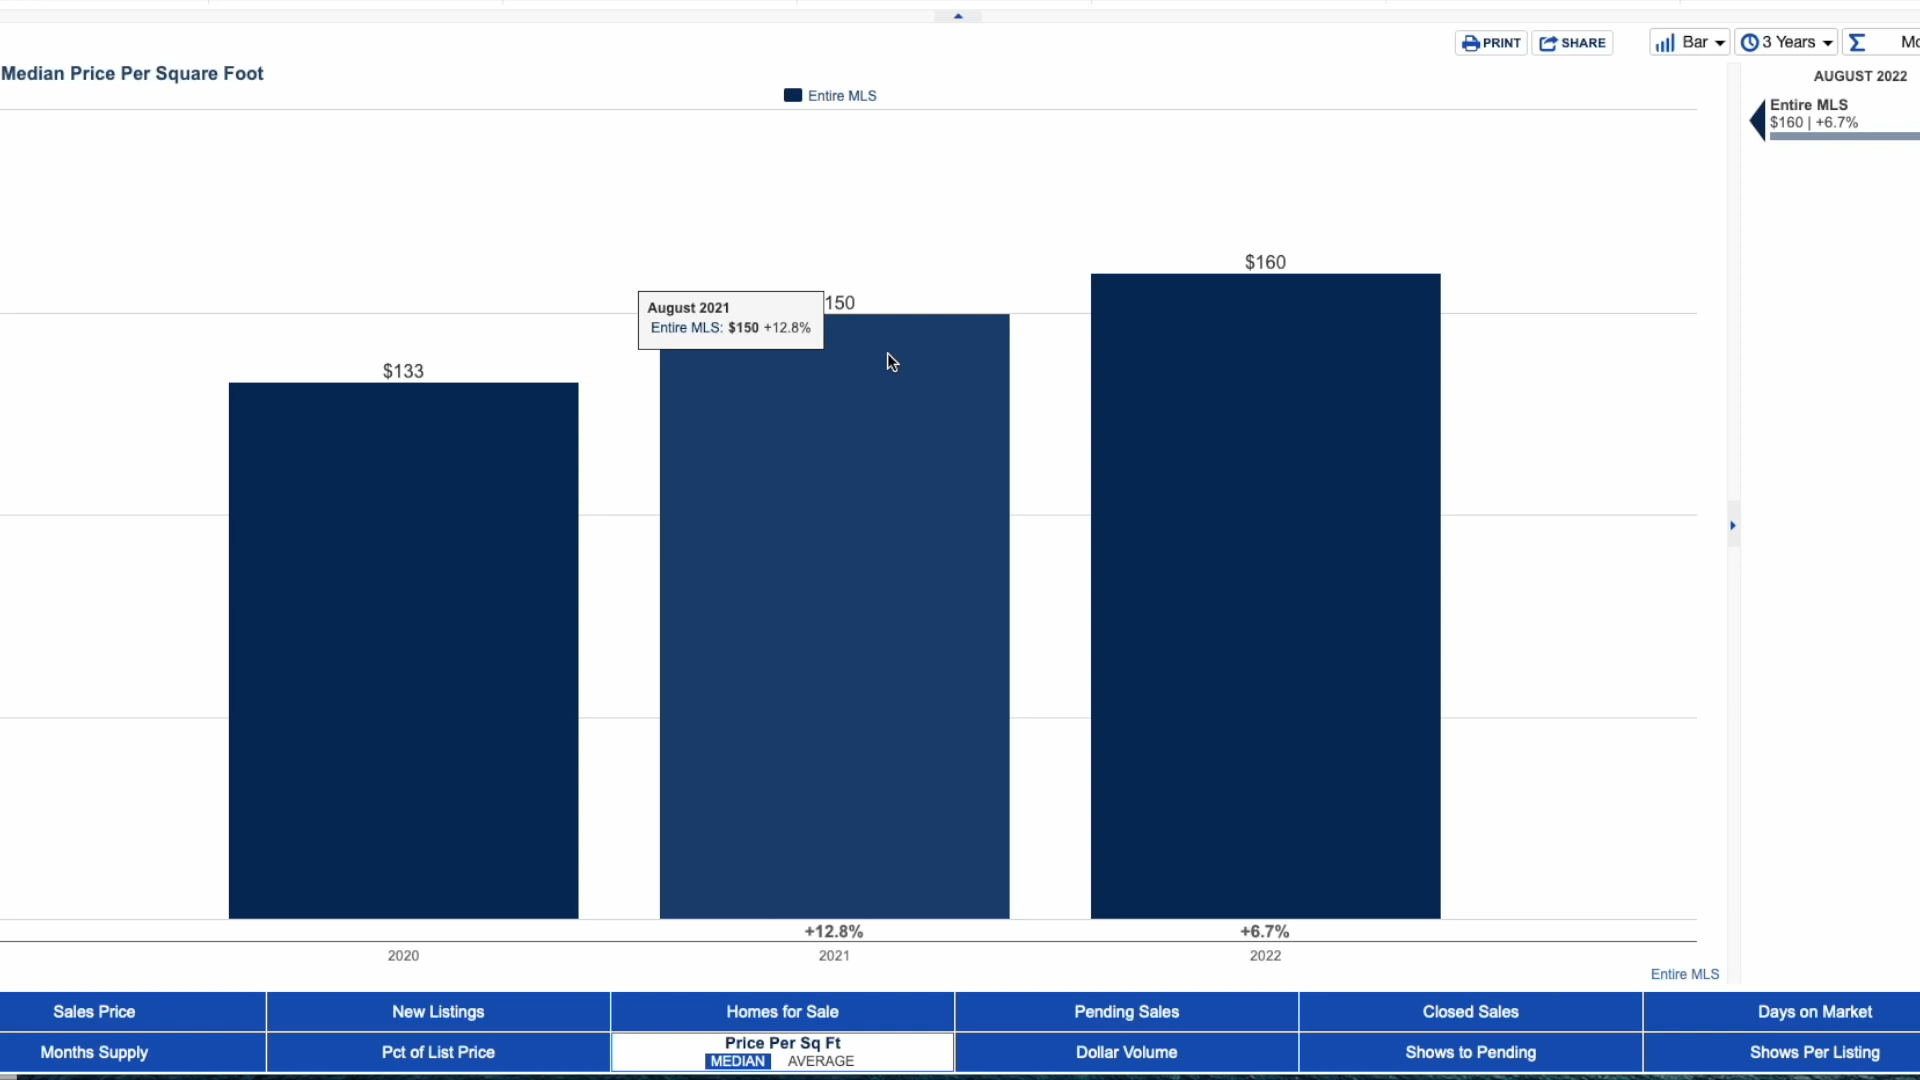 PRINT
SHARE
Bar
3 Years
Median Price Per Square Foot
AUGUST 2022
Entire MLS
Entire MLS
$160 | +6.7%
$160
August 2021
Entire MLS: $150 +12.8%
150
$133
+12.8%
+6.7%
2020
2021
2022
Entire MLS
Sales Price
New Listings
Homes for Sale
Pending Sales
Closed Sales
Days on Market
Months Supply
Pct of List Price
Price Per Sq Ft
MEDIAN AVERAGE
Dollar Volume
Shows to Pending
Shows Per Listing